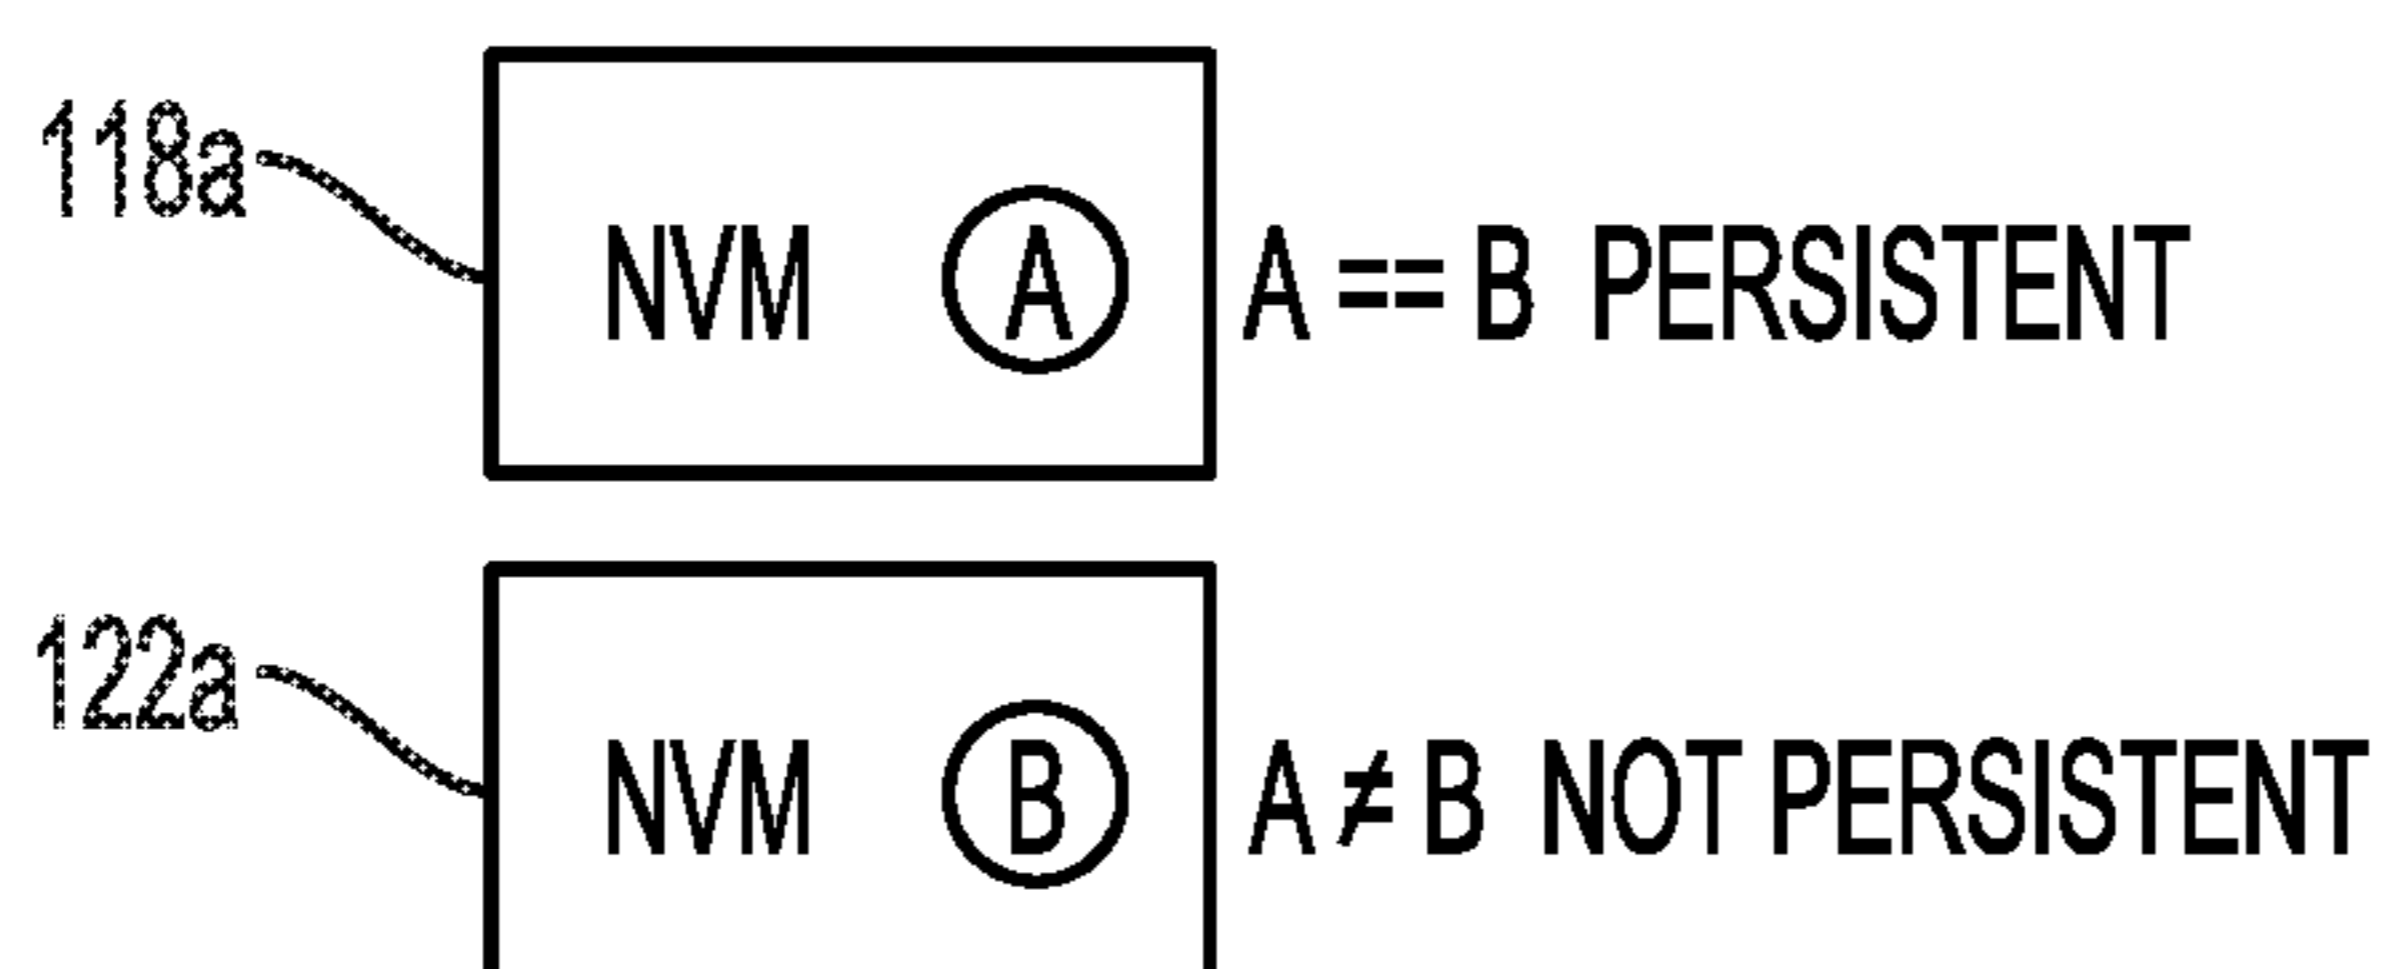 118a
NVM A A == B PERSISTENT
122a
NVM B A ≠ B NOT PERSISTENT